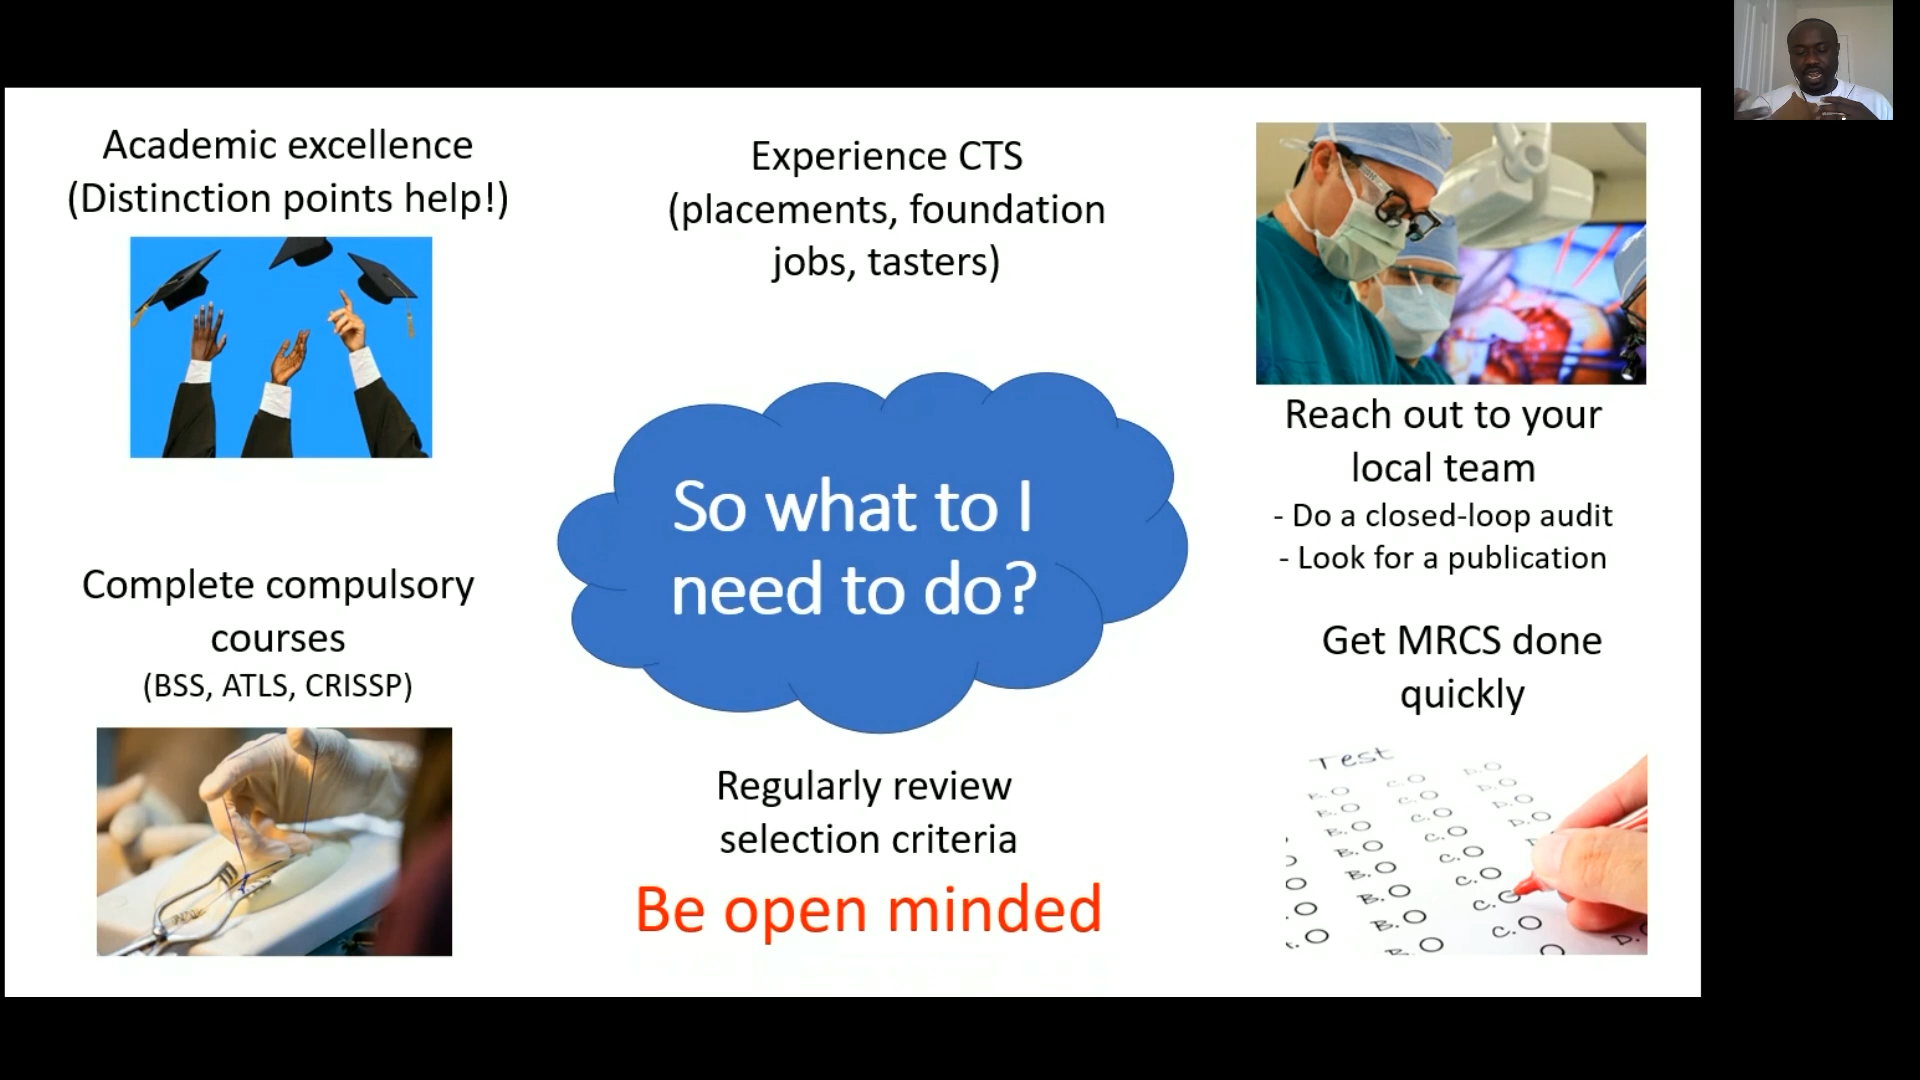 Academic excellence
(Distinction points help!)
Experience CTS
(placements, foundation
jobs, tasters)
Reach out to your
local team
- Do a closed-loop audit
- Look for a publication
So what to I
need to do?
Complete compulsory
courses
(BSS, ATLS, CRISSP)
Get MRCS done
quickly
Regularly review
selection criteria
Be open minded
Test